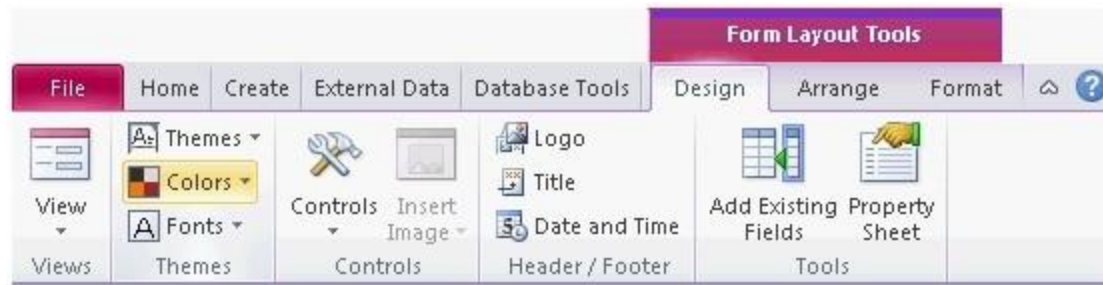 Form Layout Tools
File Home Create External Data Database Tools Design Arrange Format
Themes Logo
Colors Title
View Controls Insert Image Add Existing Fields Property Sheet
Fonts Date and Time
Views Themes Controls Header / Footer Tools